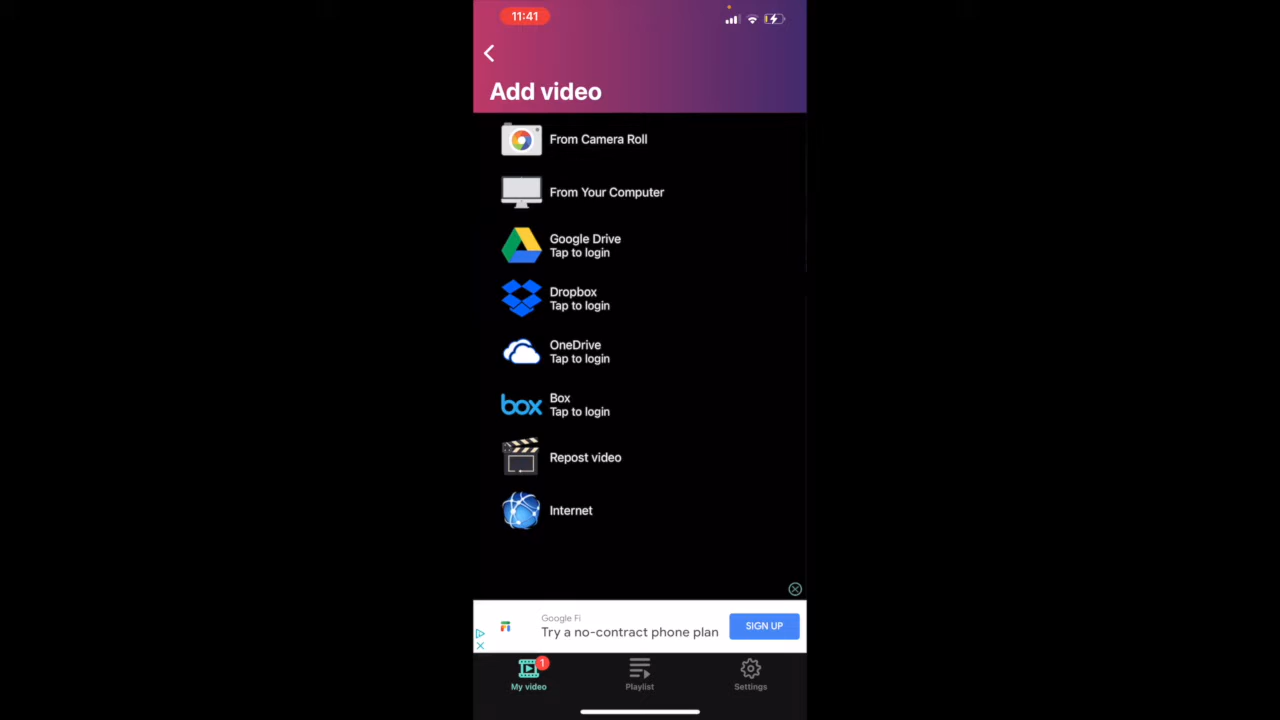 11:41
Add video
From Camera Roll
From Your Computer
Google Drive
Tap to login
Dropbox
Tap to login
OneDrive
Tap to login
box
Box
Tap to login
Repost video
Internet
Google Fi
Try a no-contract phone plan
SIGN UP
1
My video
Playlist
Settings